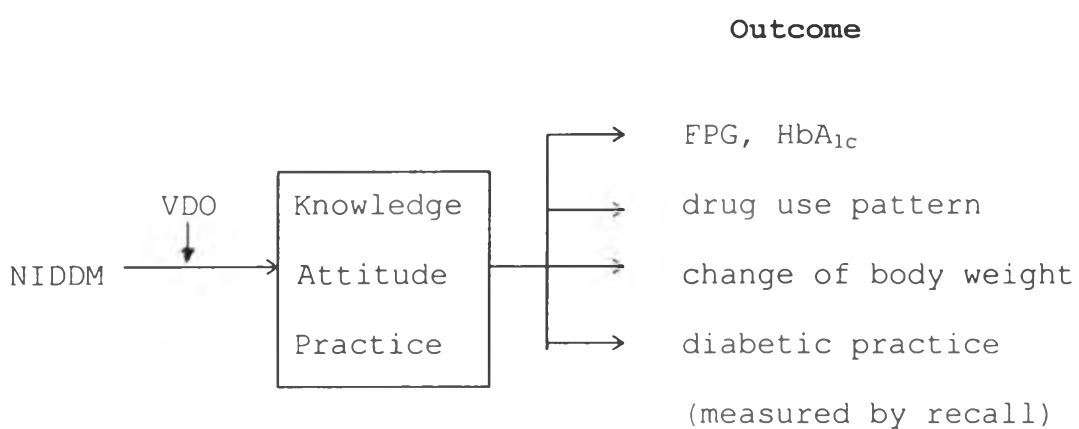 Outcome
FPG, HbA1c
VDO
Knowledge
drug use pattern
NIDDM
Attitude
change of body weight
Practice
diabetic practice
(measured by recall)